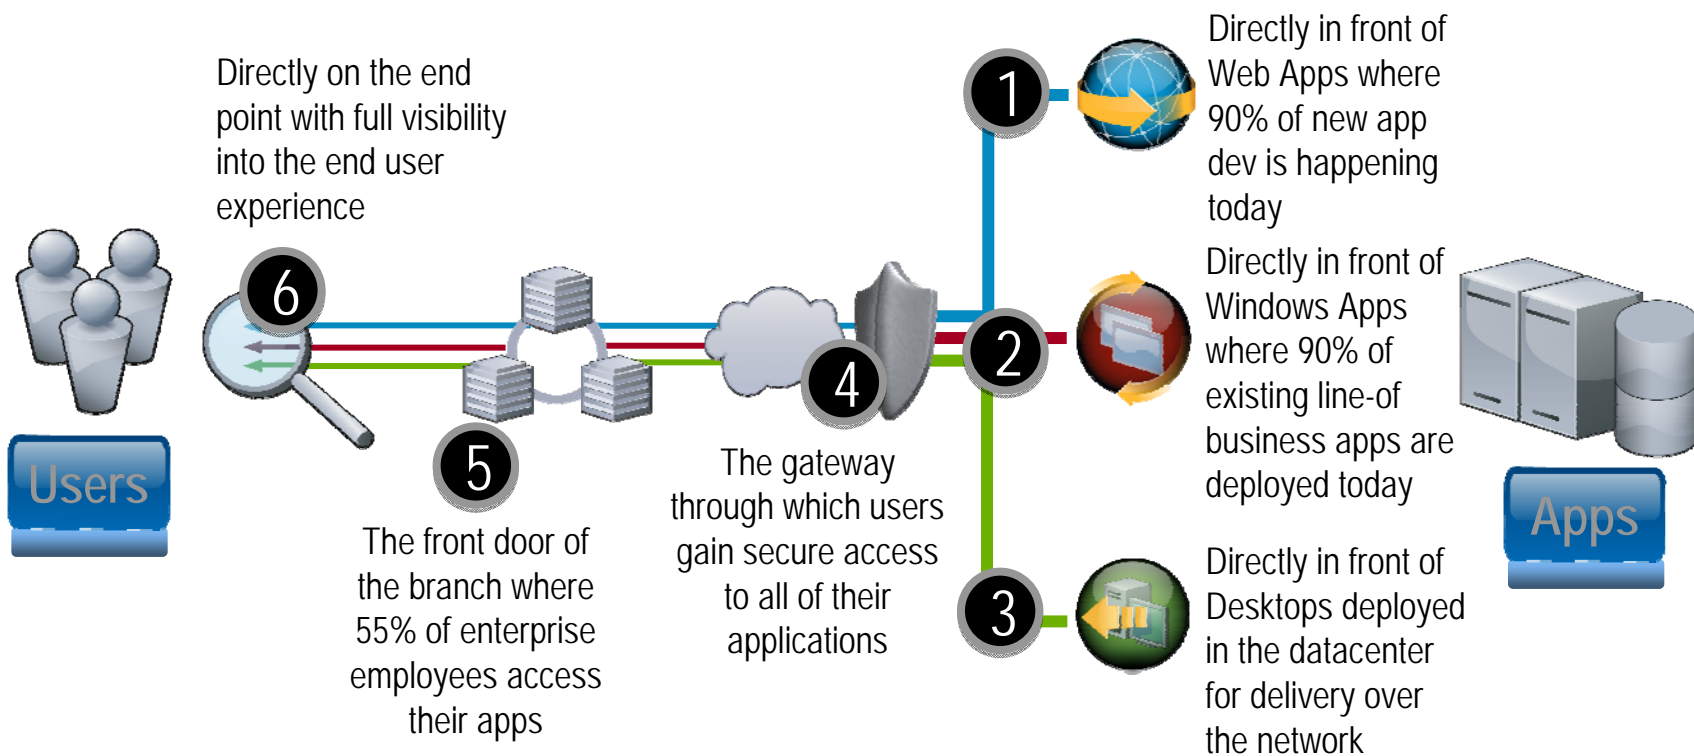 Directly on the end
point with full visibility
into the end user
experience
1
Directly in front of
Web Apps where
90% of new app
dev is happening
today
6
2
Directly in front of
Windows Apps
where 90% of
existing line-of
business apps are
deployed today
4
5
Users
The gateway
through which users
gain secure access
to all of their
applications
Apps
The front door of
the branch where
55% of enterprise
employees access
their apps
3
Directly in front of
Desktops deployed
in the datacenter
for delivery over
the network